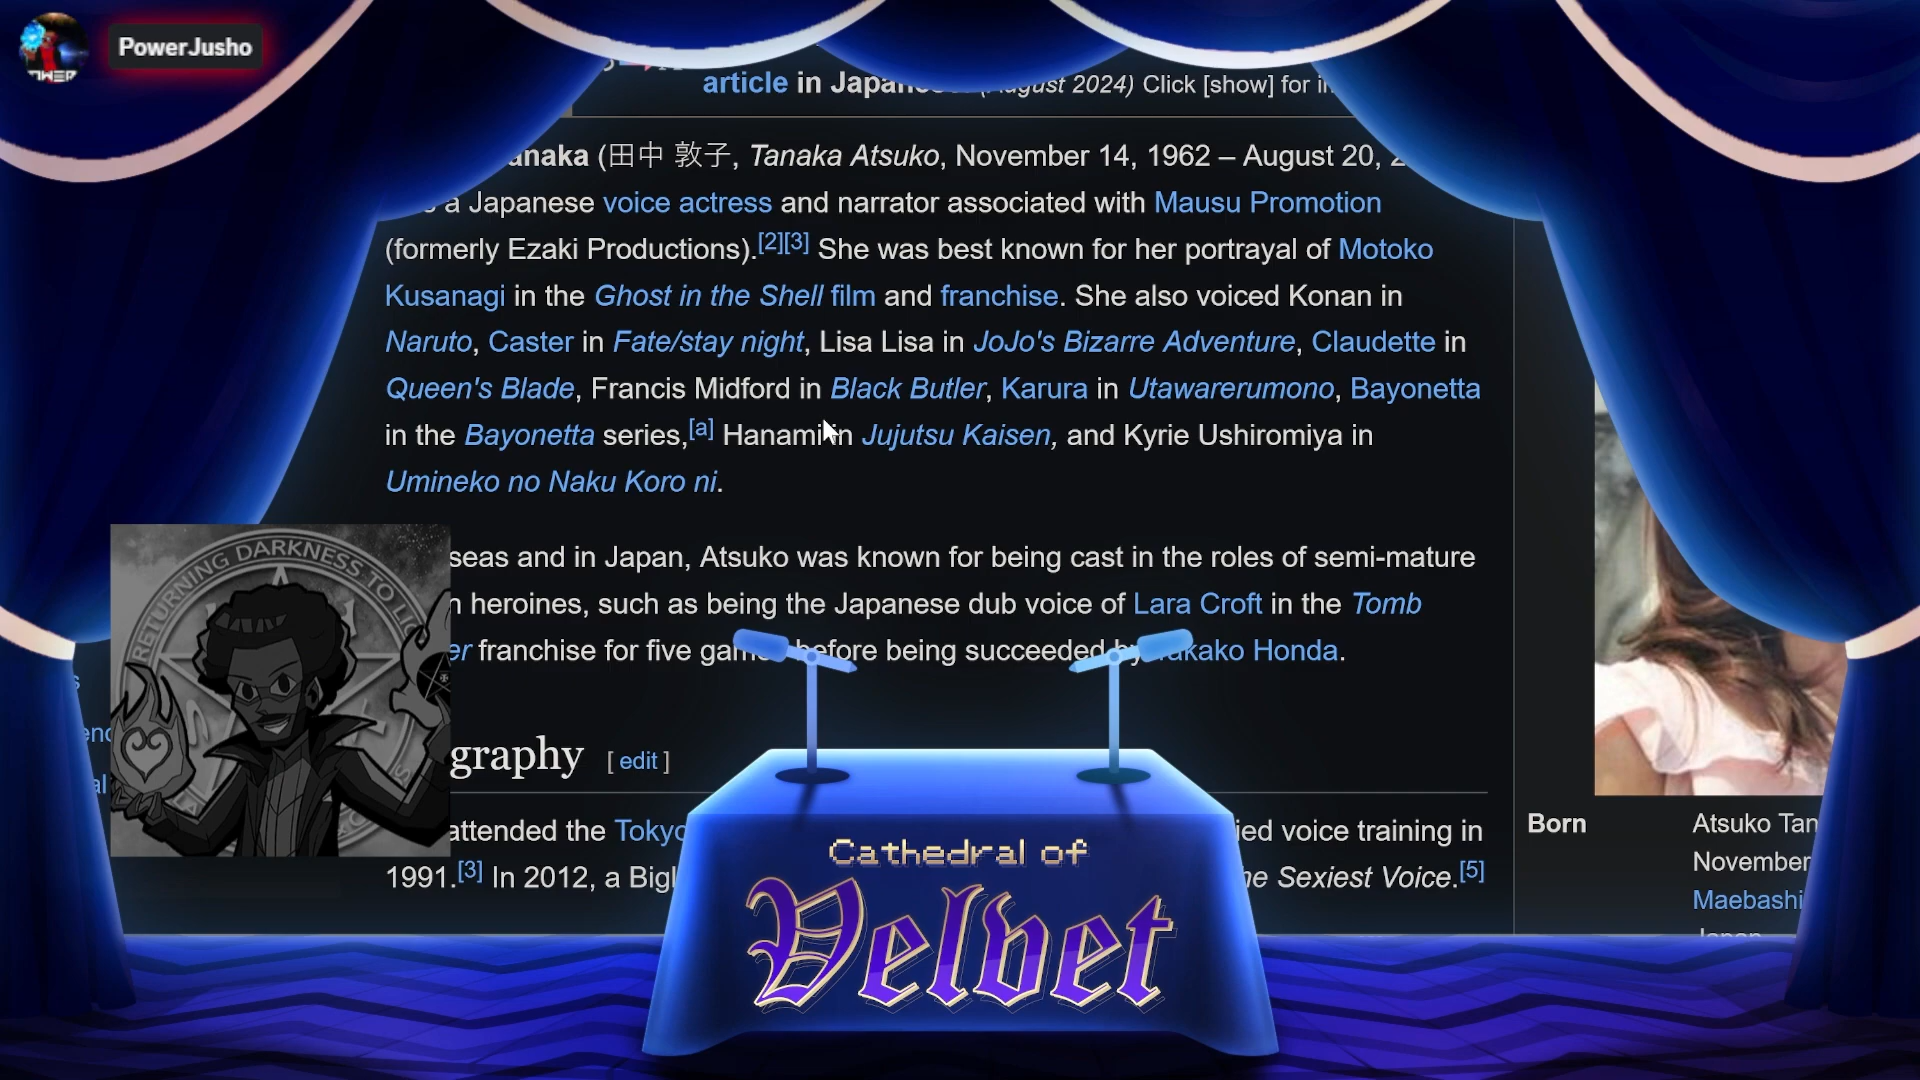 PowerJusho
article in Japanese (August 2024) Click [show] for
anaka (田中 敦子, Tanaka Atsuko, November 14, 1962 – August 20,
a Japanese voice actress and narrator associated with Mausu Promotion
(formerly Ezaki Productions).[2][3] She was best known for her portrayal of Motoko
Kusanagi in the Ghost in the Shell film and franchise. She also voiced Konan in
Naruto, Caster in Fate/stay night, Lisa Lisa in JoJo's Bizarre Adventure, Claudette in
Queen's Blade, Francis Midford in Black Butler, Karura in Utawarerumono, Bayonetta
in the Bayonetta series,[a] Hanami in Jujutsu Kaisen, and Kyrie Ushiromiya in
Umineko no Naku Koro ni.
RETURNING DARKNESS TO
seas and in Japan, Atsuko was known for being cast in the roles of semi-mature
heroines, such as being the Japanese dub voice of Lara Croft in the Tomb
er franchise for five games before being succeeded by Takako Honda.
graphy [ edit ]
attended the Tokyo
ied voice training in
1991.[3] In 2012, a
Sexiest Voice.[5]
Born
Atsuko Tan
November
Maebashi
Cathedral of
Velvet